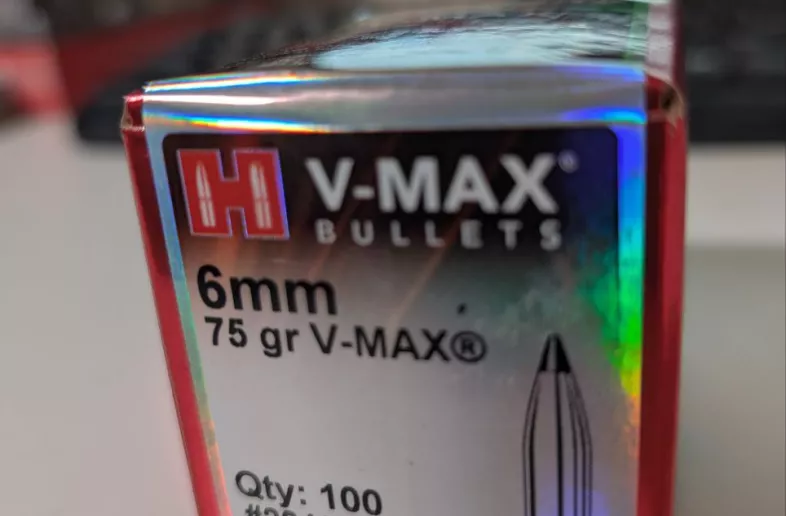 H V-MAX®
BULLETS
6mm
75 gr V-MAX®
Qty: 100